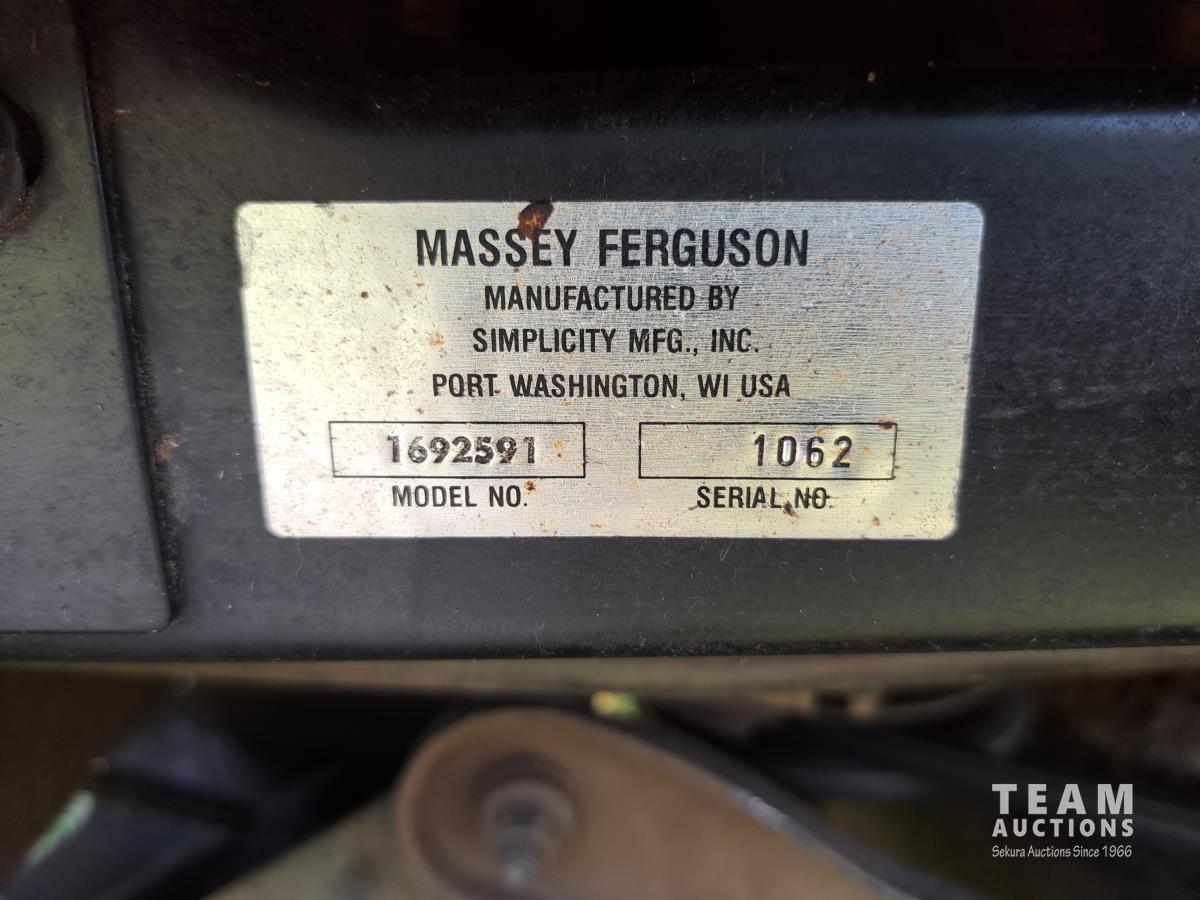 MASSEY FERGUSON
MANUFACTURED BY
SIMPLICITY MFG., INC.
PORT WASHINGTON, WI USA
1692591 1062
MODEL NO. SERIAL NO.
TEAM
AUCTIONS
Sekura Auctions Since 1966